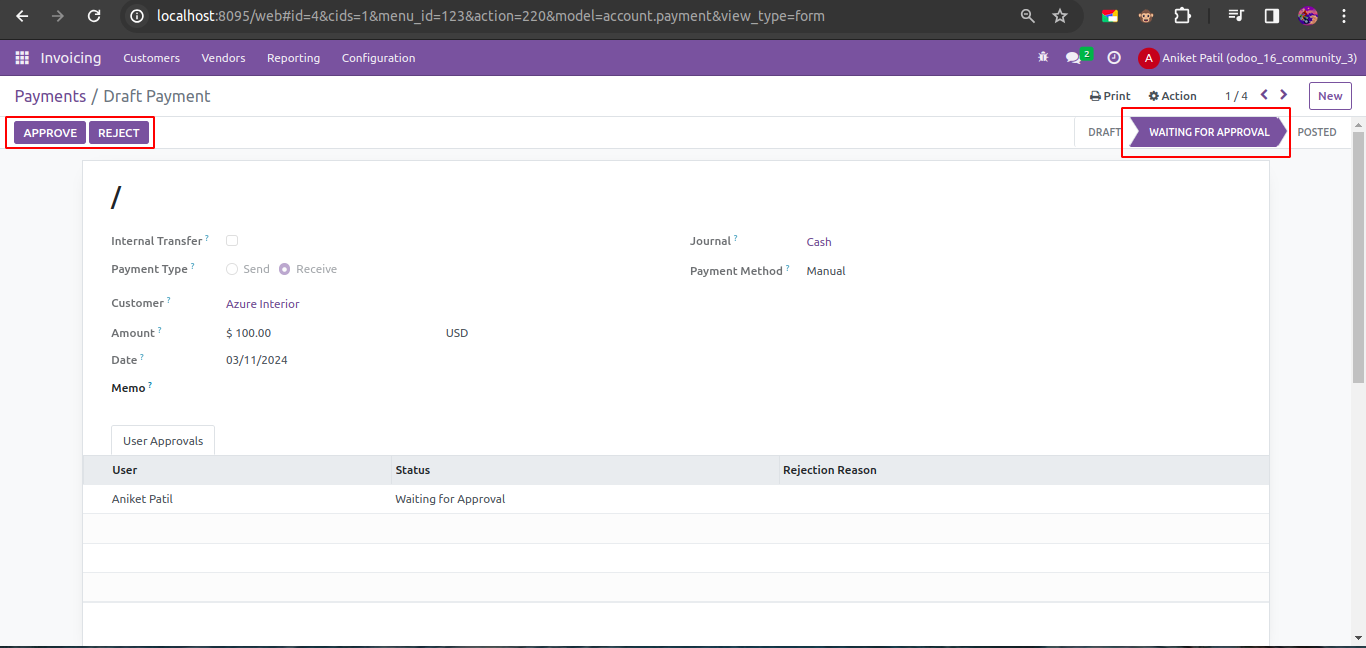 localhost:8095/web#id=4&cids=1&menu_id=123&action=220&model=account.payment&view_type=form
Invoicing Customers Vendors Reporting Configuration 2 A Aniket Patil (odoo_16_community_3)
Payments / Draft Payment Print Action 1 / 4 New
APPROVE REJECT DRAFT WAITING FOR APPROVAL POSTED
/
Internal Transfer ? Journal ? Cash
Payment Type ? Send Receive Payment Method ? Manual
Customer ? Azure Interior
Amount ? $ 100.00 USD
Date ? 03/11/2024
Memo ?
User Approvals
User Status Rejection Reason
Aniket Patil Waiting for Approval